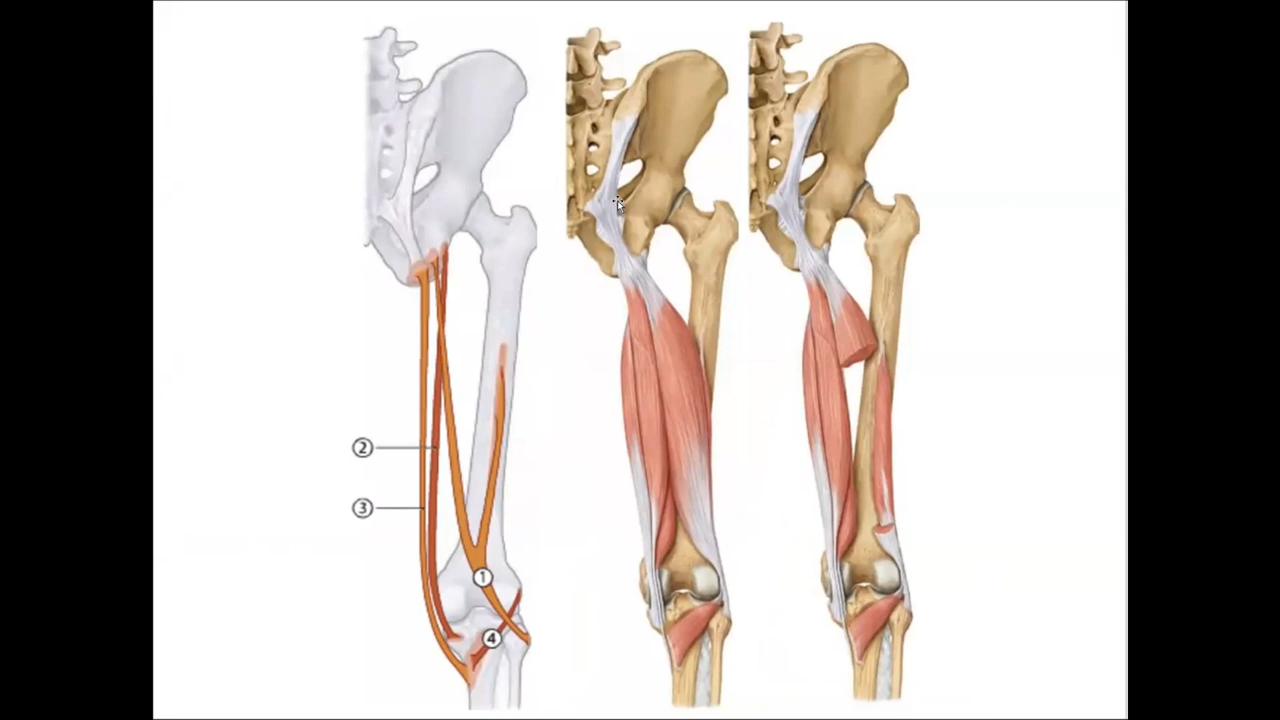 ②
③
①
④